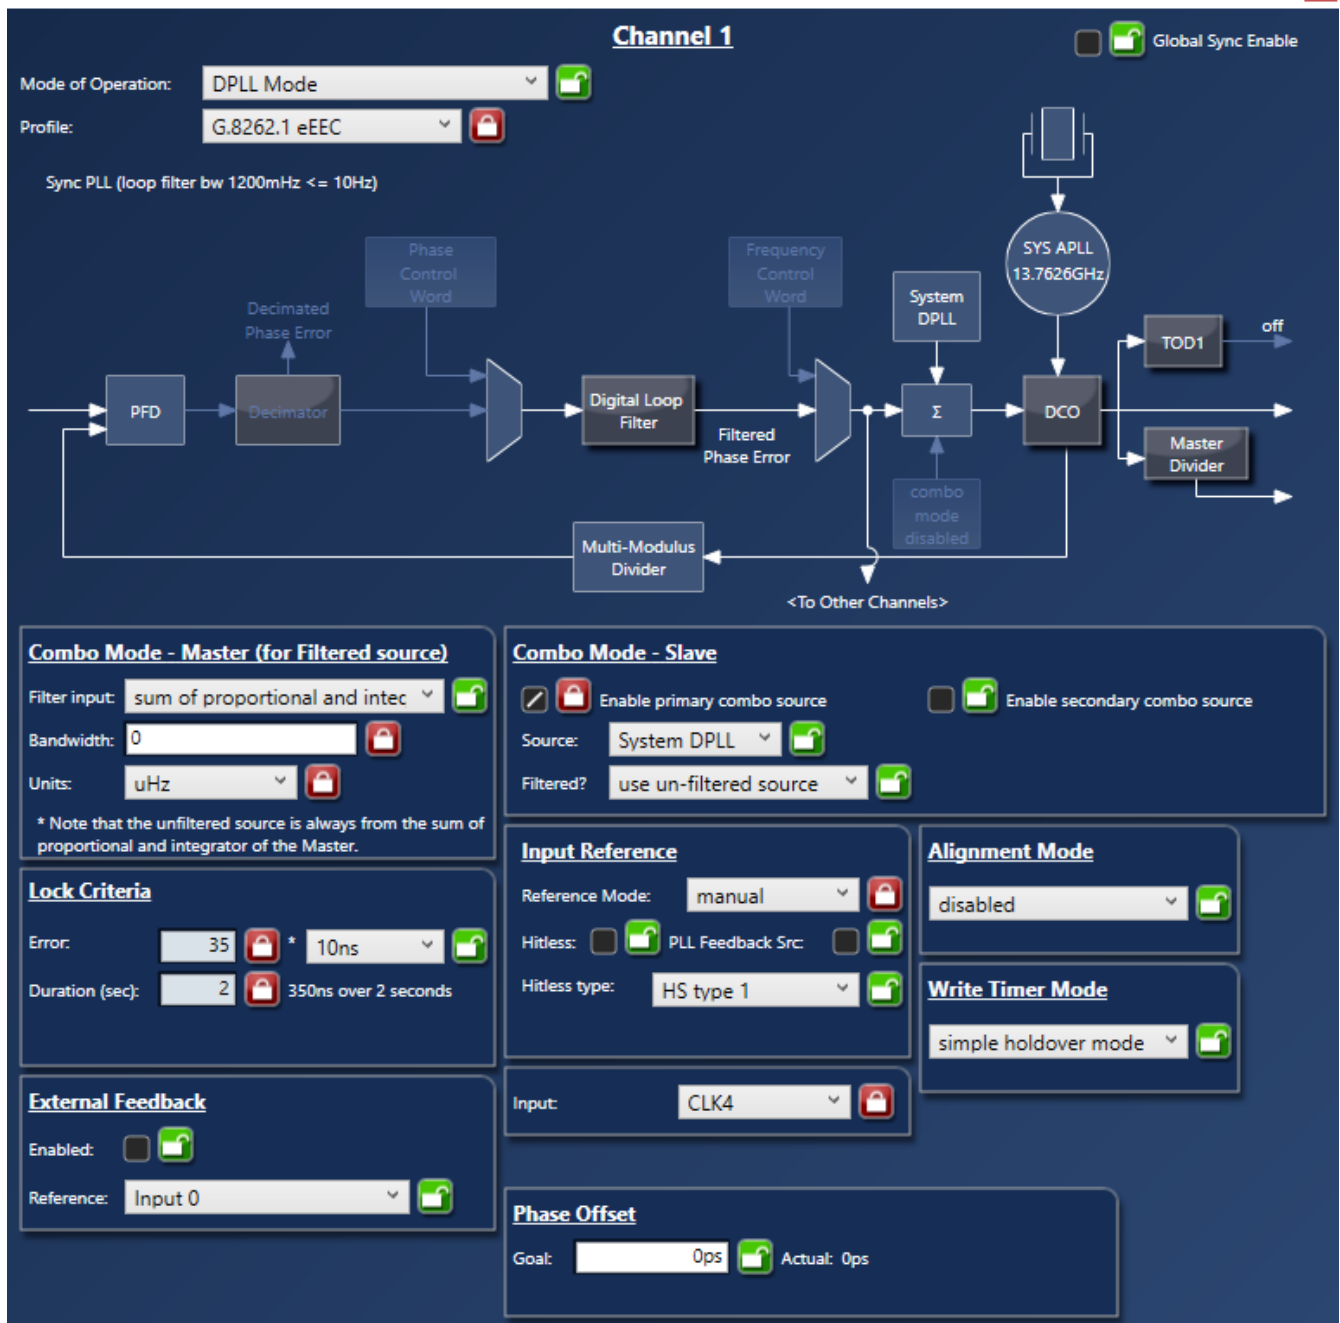 Channel 1
Global Sync Enable
Mode of Operation: DPLL Mode
Profile: G.8262.1 eEEC
Sync PLL (loop filter bw 1200mHz <= 10Hz)
Phase
Control
Word
Frequency
Control
Word
SYS APLL
13.7626GHz
System
DPLL
Decimated
Phase Error
TOD1
off
PFD
Decimator
Digital Loop
Filter
Filtered
Phase Error
Σ
DCO
Master
Divider
combo
mode
disabled
Multi-Modulus
Divider
<To Other Channels>
Combo Mode - Master (for Filtered source)
Filter input: sum of proportional and intec
Bandwidth: 0
Units: uHz
* Note that the unfiltered source is always from the sum of
proportional and integrator of the Master.
Combo Mode - Slave
Enable primary combo source
Enable secondary combo source
Source: System DPLL
Filtered? use un-filtered source
Lock Criteria
Error: 35 * 10ns
Duration (sec): 2 350ns over 2 seconds
Input Reference
Reference Mode: manual
Hitless: PLL Feedback Src:
Hitless type: HS type 1
Alignment Mode
disabled
Write Timer Mode
simple holdover mode
External Feedback
Enabled:
Reference: Input 0
Input: CLK4
Phase Offset
Goal: 0ps Actual: 0ps